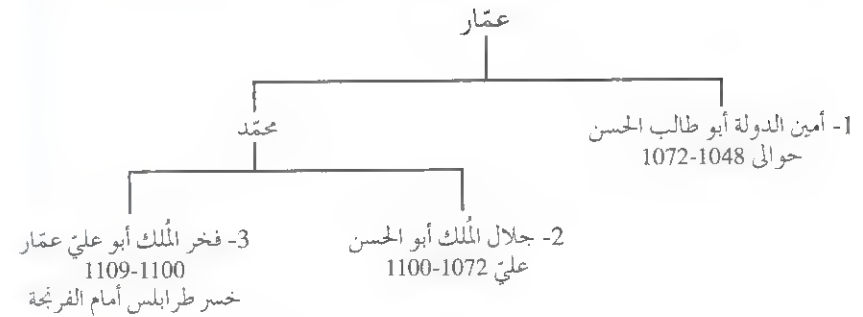 عمّار
محمّد
1- أمين الدولة أبو طالب الحسن
حوالى 1048-1072
2- جلال المُلك أبو الحسن
عليّ 1072-1100
3- فخر المُلك أبو عليّ عمّار
1100-1109
خسر طرابلس أمام الفرنجة